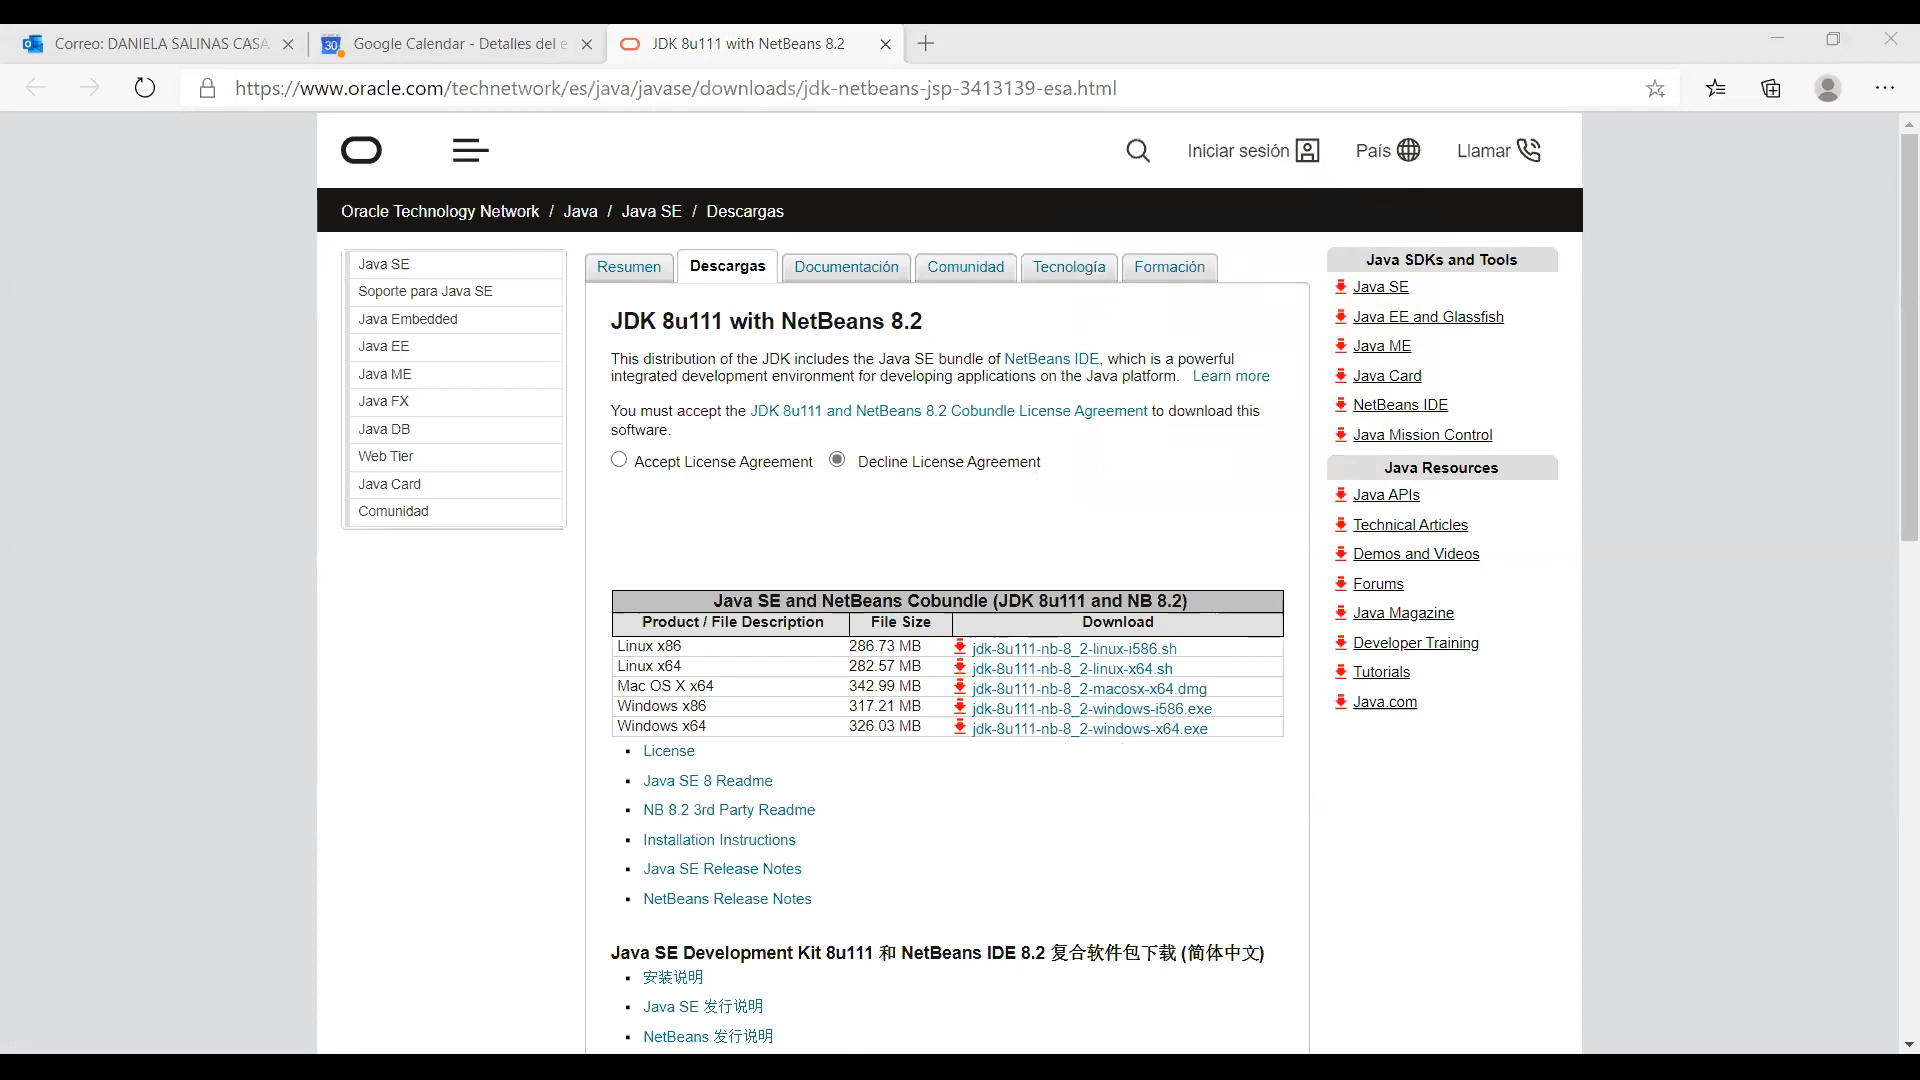 Correo: DANIELA SALINAS CASA
Google Calendar - Detalles del e
JDK 8u111 with NetBeans 8.2
https://www.oracle.com/technetwork/es/java/javase/downloads/jdk-netbeans-jsp-3413139-esa.html
Iniciar sesión
País
Llamar
Oracle Technology Network / Java / Java SE / Descargas
Java SE
Soporte para Java SE
Java Embedded
Java EE
Java ME
Java FX
Java DB
Web Tier
Java Card
Comunidad
Resumen
Descargas
Documentación
Comunidad
Tecnología
Formación
JDK 8u111 with NetBeans 8.2
This distribution of the JDK includes the Java SE bundle of NetBeans IDE, which is a powerful
integrated development environment for developing applications on the Java platform. Learn more
You must accept the JDK 8u111 and NetBeans 8.2 Cobundle License Agreement to download this
software.
Accept License Agreement Decline License Agreement
Java SE and NetBeans Cobundle (JDK 8u111 and NB 8.2)
Product / File Description File Size Download
Linux x86 286.73 MB jdk-8u111-nb-8_2-linux-i586.sh
Linux x64 282.57 MB jdk-8u111-nb-8_2-linux-x64.sh
Mac OS X x64 342.99 MB jdk-8u111-nb-8_2-macosx-x64.dmg
Windows x86 317.21 MB jdk-8u111-nb-8_2-windows-i586.exe
Windows x64 326.03 MB jdk-8u111-nb-8_2-windows-x64.exe
License
Java SE 8 Readme
NB 8.2 3rd Party Readme
Installation Instructions
Java SE Release Notes
NetBeans Release Notes
Java SE Development Kit 8u111 和 NetBeans IDE 8.2 复合软件包下载 (简体中文)
安装说明
Java SE 发行说明
NetBeans 发行说明
Java SDKs and Tools
Java SE
Java EE and Glassfish
Java ME
Java Card
NetBeans IDE
Java Mission Control
Java Resources
Java APIs
Technical Articles
Demos and Videos
Forums
Java Magazine
Developer Training
Tutorials
Java.com